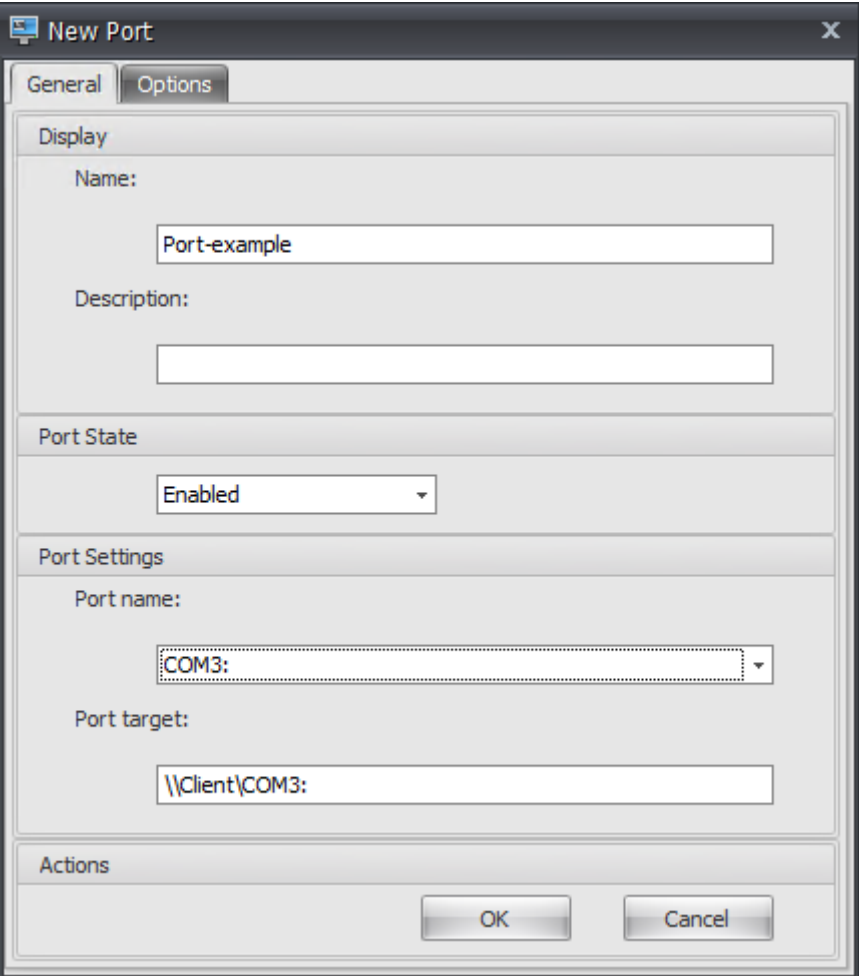 New Port
General
Options
Display
Name:
Port-example
Description:
Port State
Enabled
Port Settings
Port name:
COM3:
Port target:
\\Client\COM3:
Actions
OK
Cancel